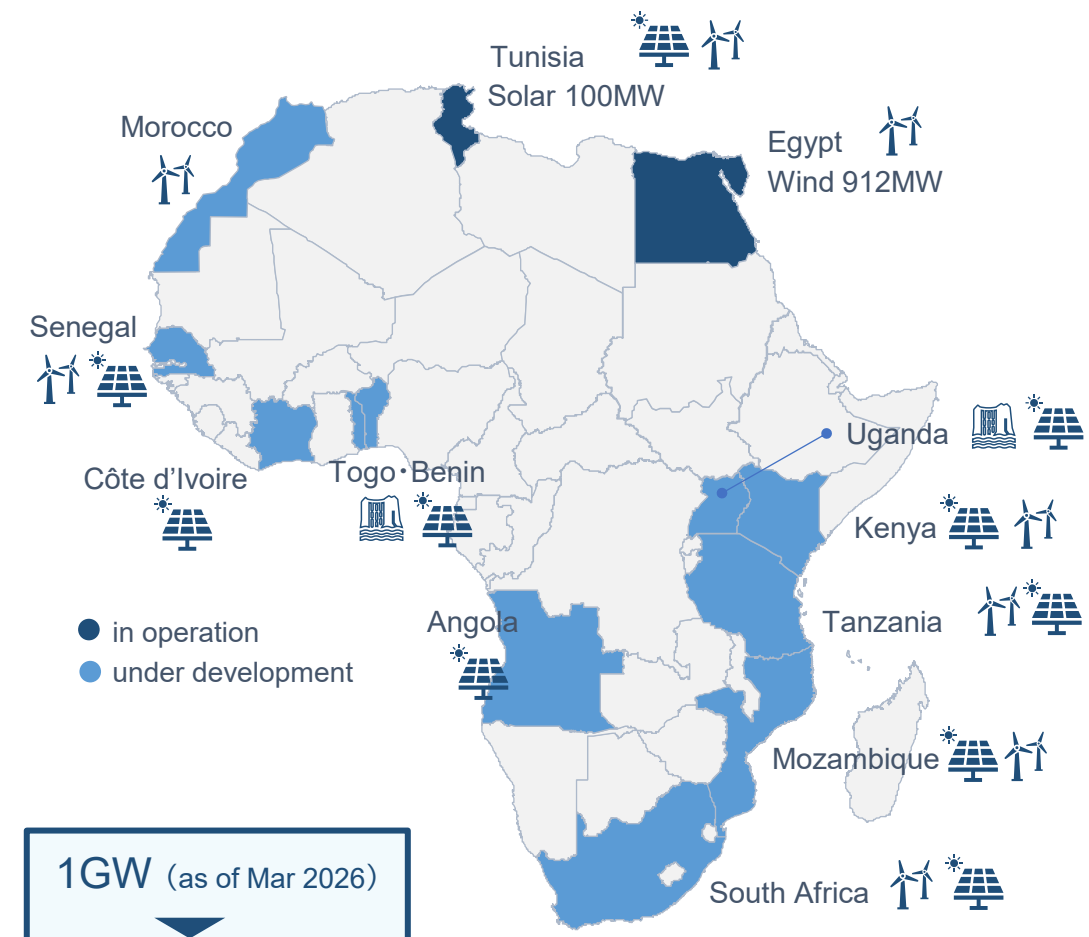 Tunisia
Solar 100MW
Morocco
Egypt
Wind 912MW
Senegal
Uganda
Côte d’Ivoire
Togo･Benin
Kenya
Angola
Tanzania
in operation
under development
Mozambique
1GW（as of Mar 2026）
South Africa